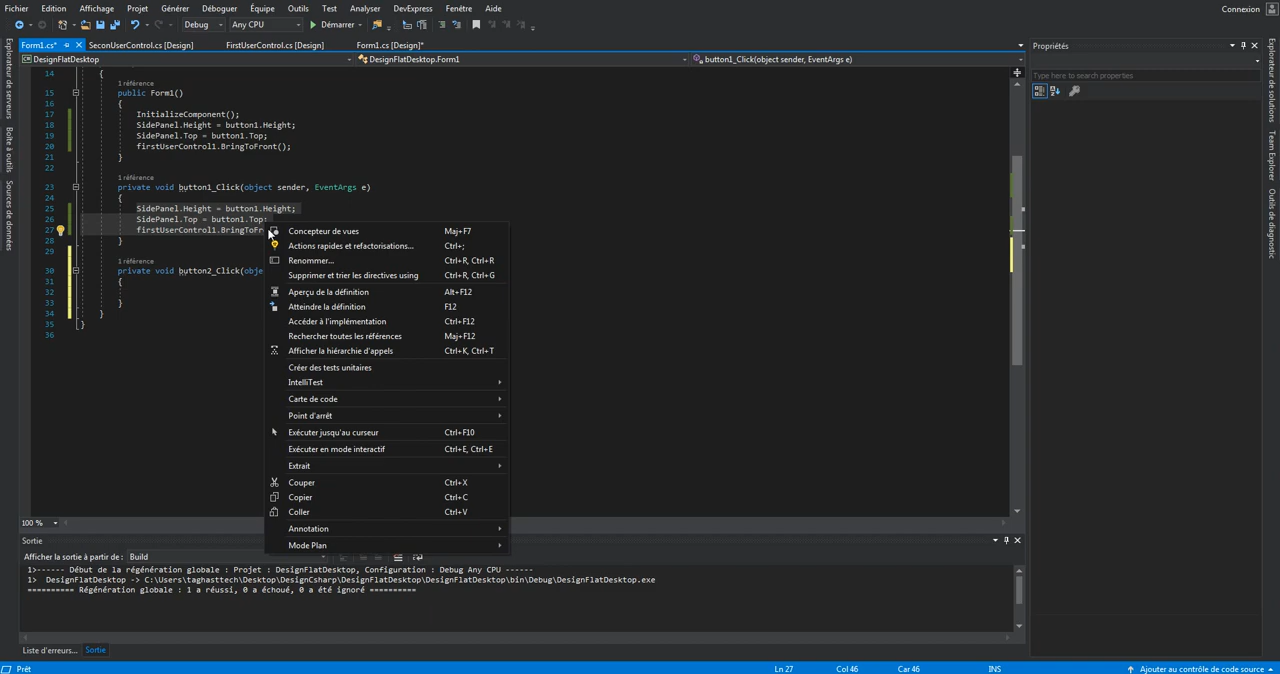 Fichier Edition Affichage Projet Générer Déboguer Équipe Outils Test Analyser DevExpress Fenêtre Aide Connexion
Debug Any CPU Démarrer
Form1.cs* SeconUserControl.cs [Design] FirstUserControl.cs [Design] Form1.cs [Design]*
DesignFlatDesktop DesignFlatDesktop.Form1 button1_Click(object sender, EventArgs e)
Explorateur de serveurs
Boîte à outils
Sources de données
14 {
1 référence
15 public Form1()
16 {
17 InitializeComponent();
18 SidePanel.Height = button1.Height;
19 SidePanel.Top = button1.Top;
20 firstUserControl1.BringToFront();
21 }
22
1 référence
23 private void button1_Click(object sender, EventArgs e)
24 {
25 SidePanel.Height = button1.Height;
26 SidePanel.Top = button1.Top;
27 firstUserControl1.BringToFr
28 }
29
1 référence
30 private void button2_Click(obje
31 {
32
33 }
34 }
35 }
36
Concepteur de vues Maj+F7
Actions rapides et refactorisations... Ctrl+;
Renommer... Ctrl+R, Ctrl+R
Supprimer et trier les directives using Ctrl+R, Ctrl+G
Aperçu de la définition Alt+F12
Atteindre la définition F12
Accéder à l'implémentation Ctrl+F12
Rechercher toutes les références Maj+F12
Afficher la hiérarchie d'appels Ctrl+K, Ctrl+T
Créer des tests unitaires
IntelliTest
Carte de code
Point d'arrêt
Exécuter jusqu'au curseur Ctrl+F10
Exécuter en mode interactif Ctrl+E, Ctrl+E
Extrait
Couper Ctrl+X
Copier Ctrl+C
Coller Ctrl+V
Annotation
Mode Plan
100 %
Sortie
Afficher la sortie à partir de : Build
1>------ Début de la régénération globale : Projet : DesignFlatDesktop, Configuration : Debug Any CPU ------
1> DesignFlatDesktop -> C:\Users\taghasttech\Desktop\DesignCsharp\DesignFlatDesktop\DesignFlatDesktop\bin\Debug\DesignFlatDesktop.exe
========== Régénération globale : 1 a réussi, 0 a échoué, 0 a été ignoré ==========
Liste d'erreurs... Sortie
Propriétés
Type here to search properties
Explorateur de solutions
Team Explorer
Outils de diagnostic
Prêt Ln 27 Col 46 Car 46 INS Ajouter au contrôle de code source